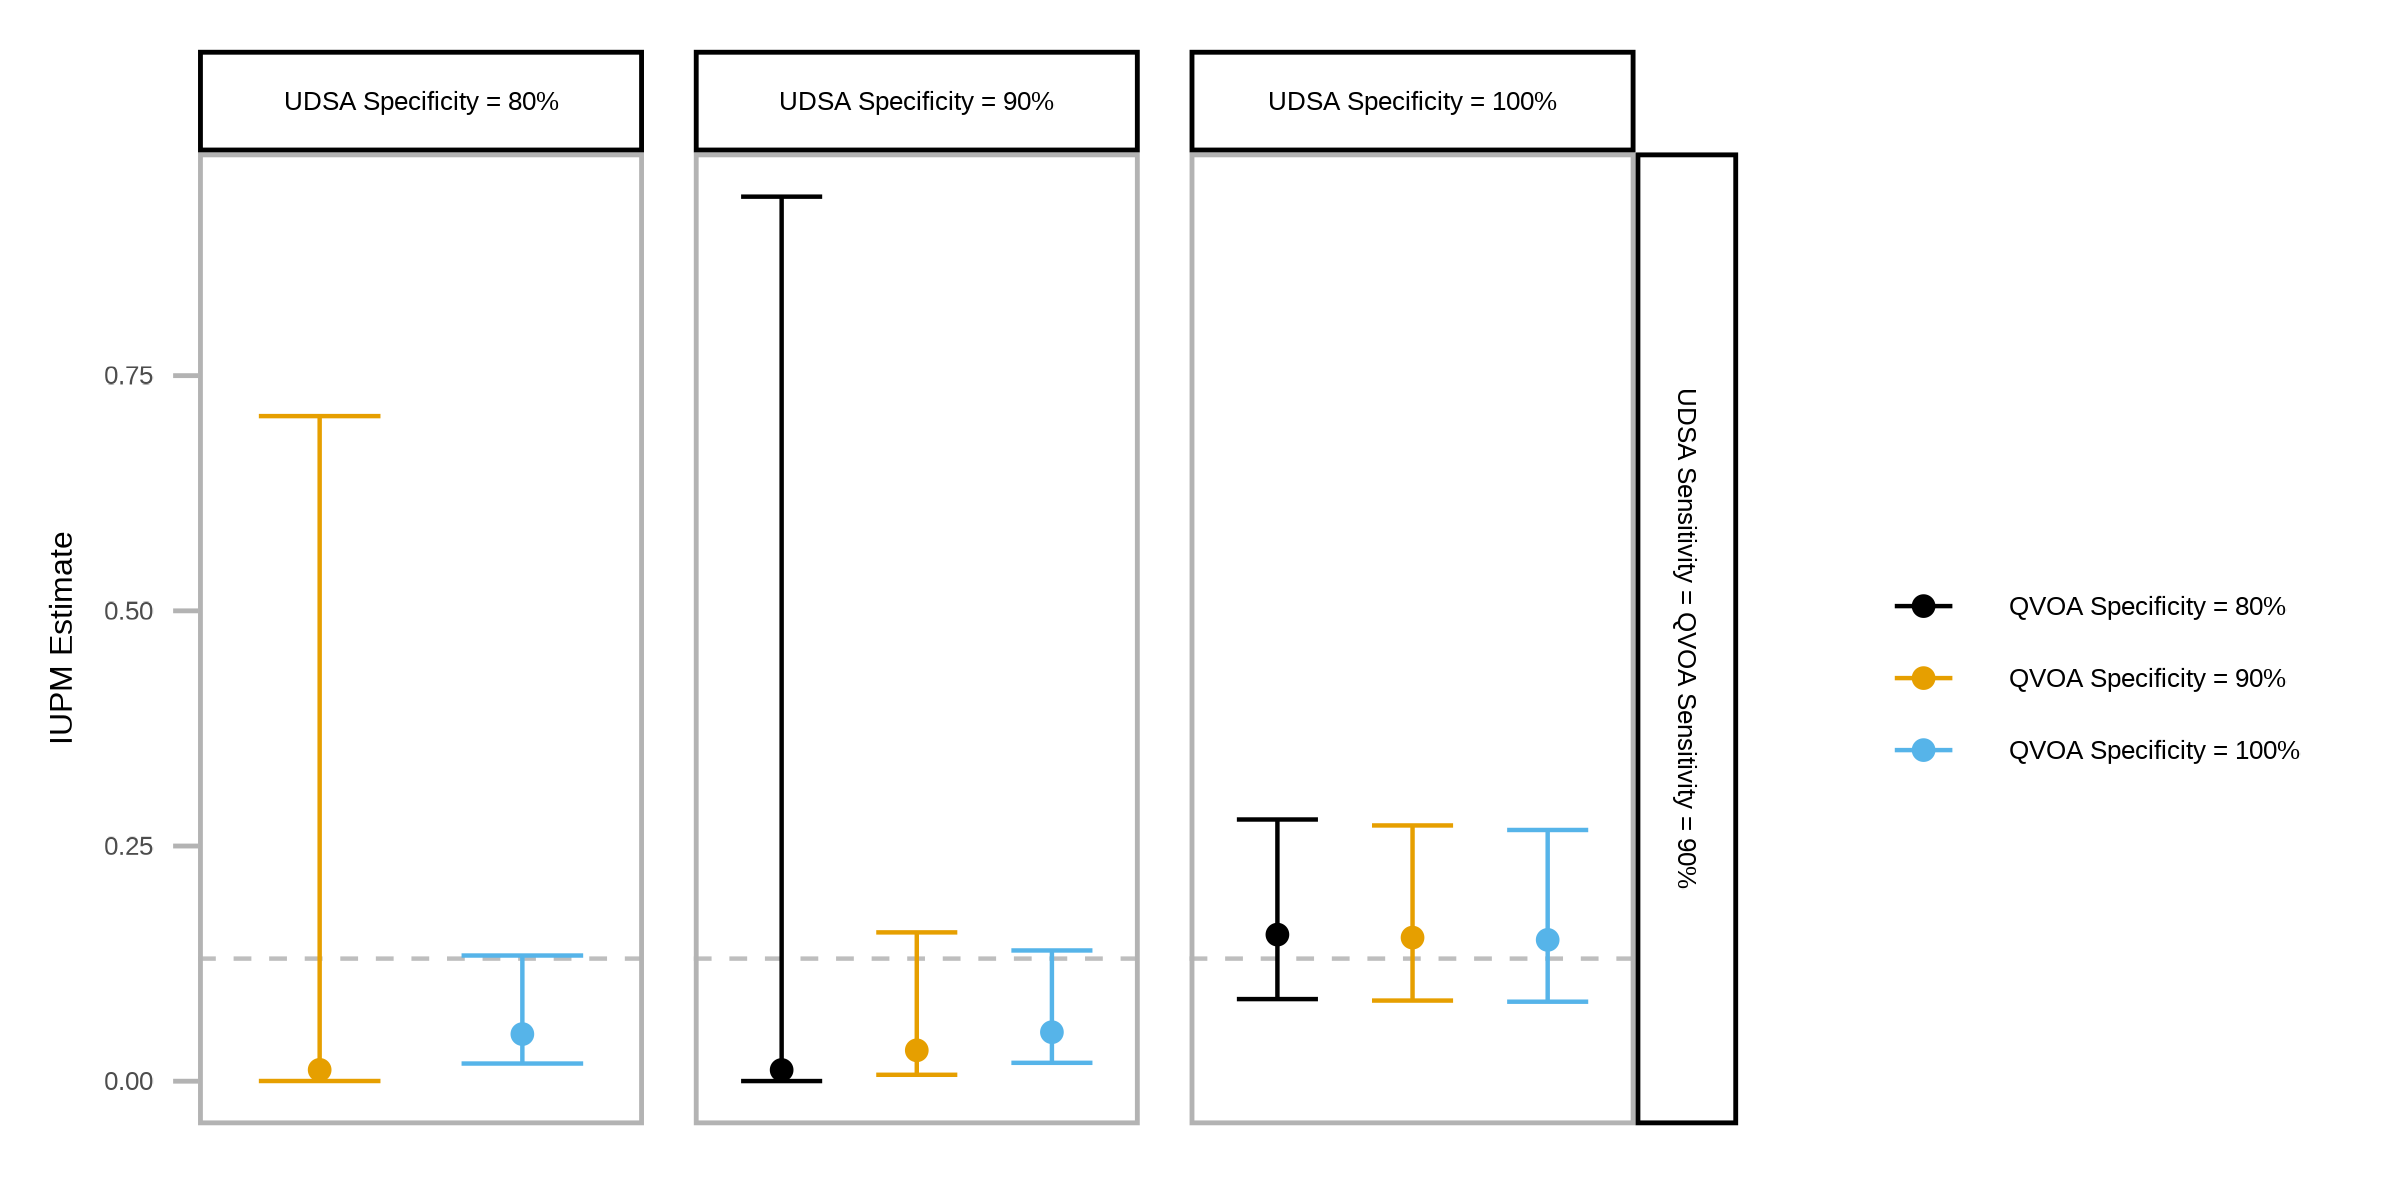 UDSA Specificity = 80%
UDSA Specificity = 90%
UDSA Specificity = 100%
IUPM Estimate
0.75
0.50
0.25
0.00
UDSA Sensitivity = QVOA Sensitivity = 90%
QVOA Specificity = 80%
QVOA Specificity = 90%
QVOA Specificity = 100%